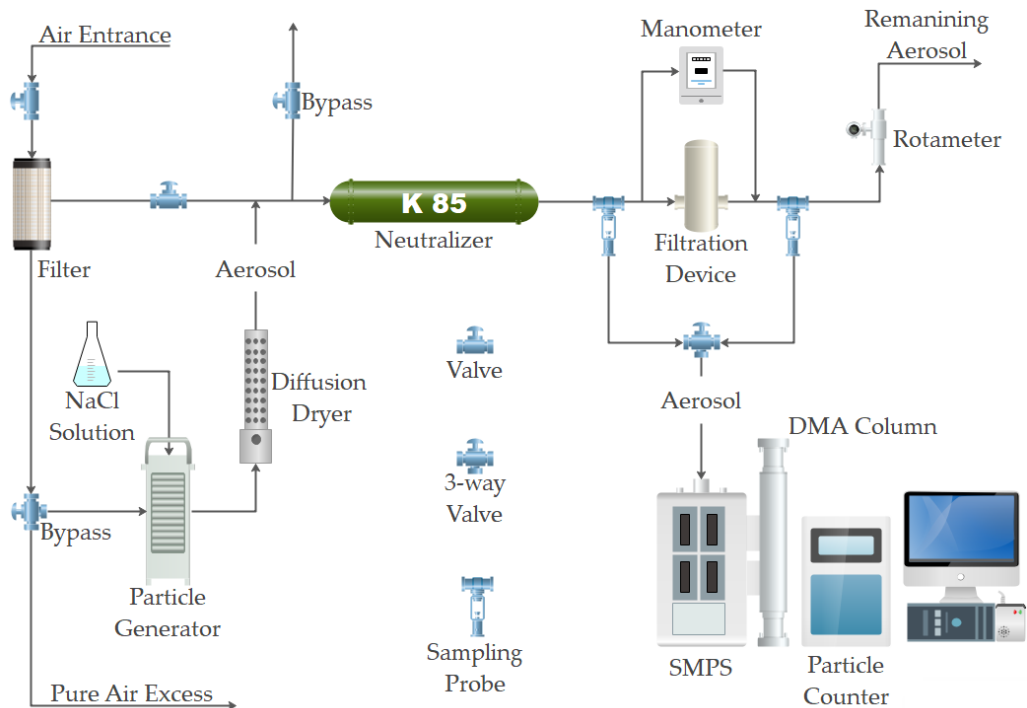 Air Entrance
Bypass
Manometer
Remanining
Aerosol
Rotameter
K 85
Neutralizer
Filter
Aerosol
Filtration
Device
NaCl
Solution
Diffusion
Dryer
Valve
Aerosol
DMA Column
3-way
Valve
Bypass
Particle
Generator
Sampling
Probe
SMPS
Particle
Counter
Pure Air Excess